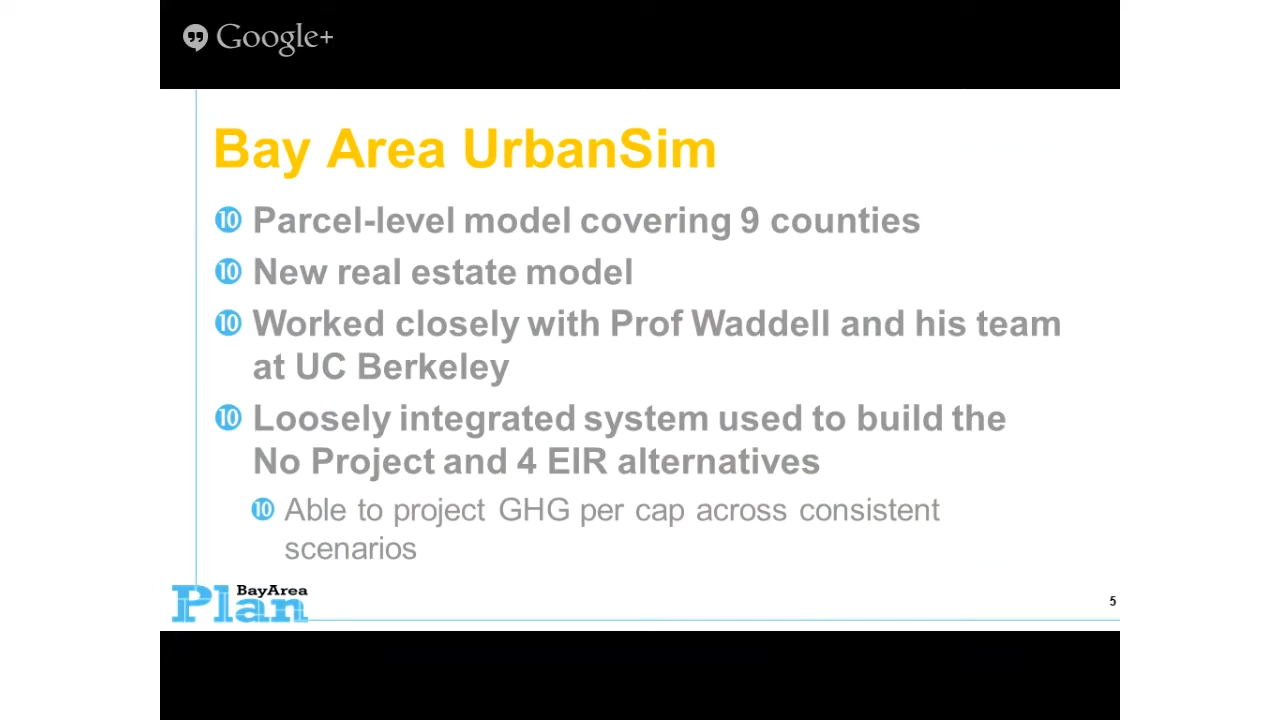 Google+
Bay Area UrbanSim
⓾ Parcel-level model covering 9 counties
⓾ New real estate model
⓾ Worked closely with Prof Waddell and his team
at UC Berkeley
⓾ Loosely integrated system used to build the
No Project and 4 EIR alternatives
⓾ Able to project GHG per cap across consistent
scenarios
BayArea
Plan
5